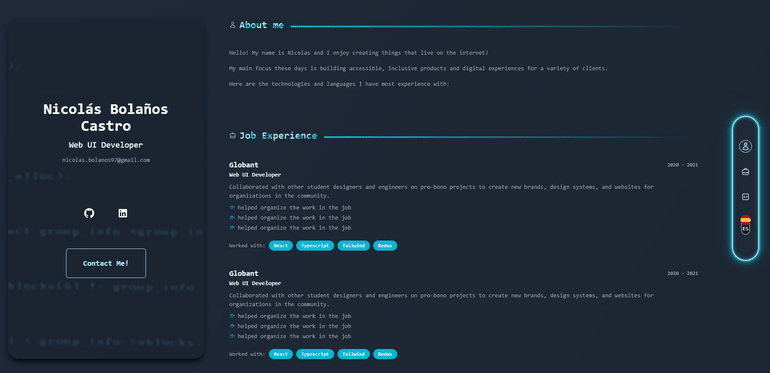 Nicolás Bolaños
Castro
Web UI Developer
nicolas.bolanos97@gmail.com
Contact Me!
About me
Hello! My name is Nicolas and I enjoy creating things that live on the internet!
My main focus these days is building accessible, inclusive products and digital experiences for a variety of clients.
Here are the technologies and languages I have most experience with:
Job Experience
Globant
2020 - 2021
Web UI Developer
Collaborated with other student designers and engineers on pro-bono projects to create new brands, design systems, and websites for
organizations in the community.
helped organize the work in the job
helped organize the work in the job
helped organize the work in the job
Worked with: React Typescript Tailwind Redux
Globant
2020 - 2021
Web UI Developer
Collaborated with other student designers and engineers on pro-bono projects to create new brands, design systems, and websites for
organizations in the community.
helped organize the work in the job
helped organize the work in the job
helped organize the work in the job
Worked with: React Typescript Tailwind Redux
ES